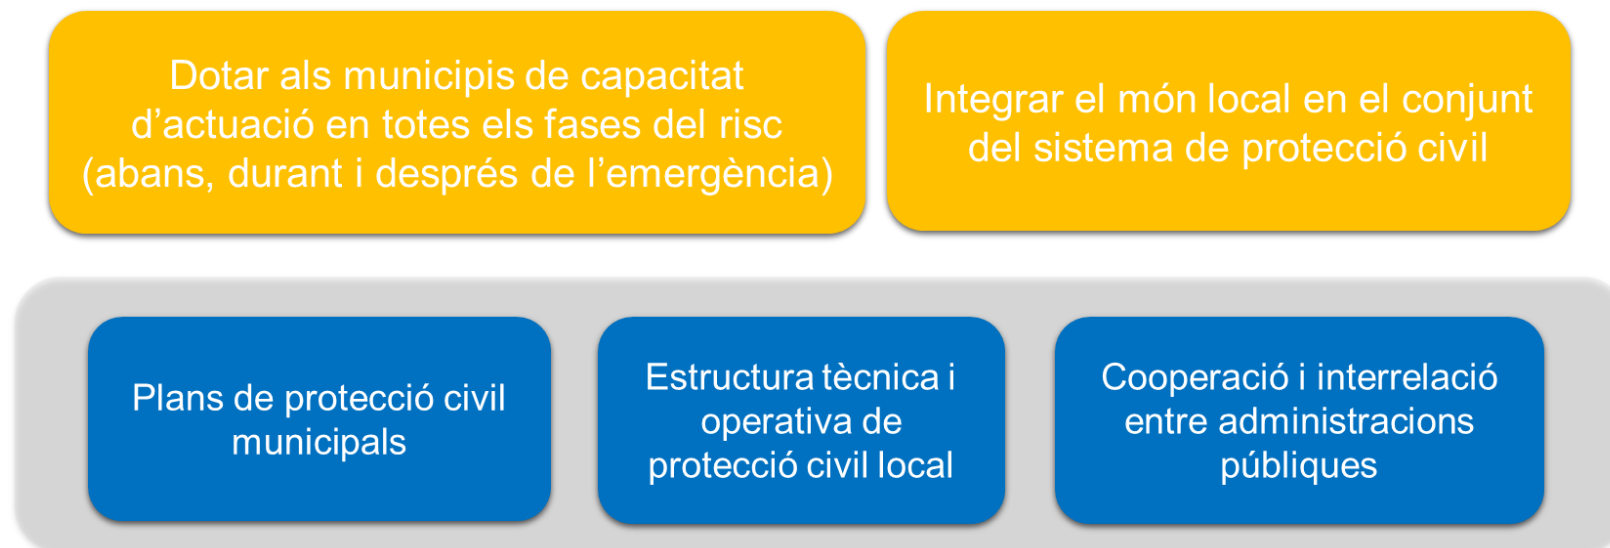 Dotar als municipis de capacitat
d’actuació en totes els fases del risc
(abans, durant i després de l’emergència)
Integrar el món local en el conjunt
del sistema de protecció civil
Plans de protecció civil
municipals
Estructura tècnica i
operativa de
protecció civil local
Cooperació i interrelació
entre administracions
públiques